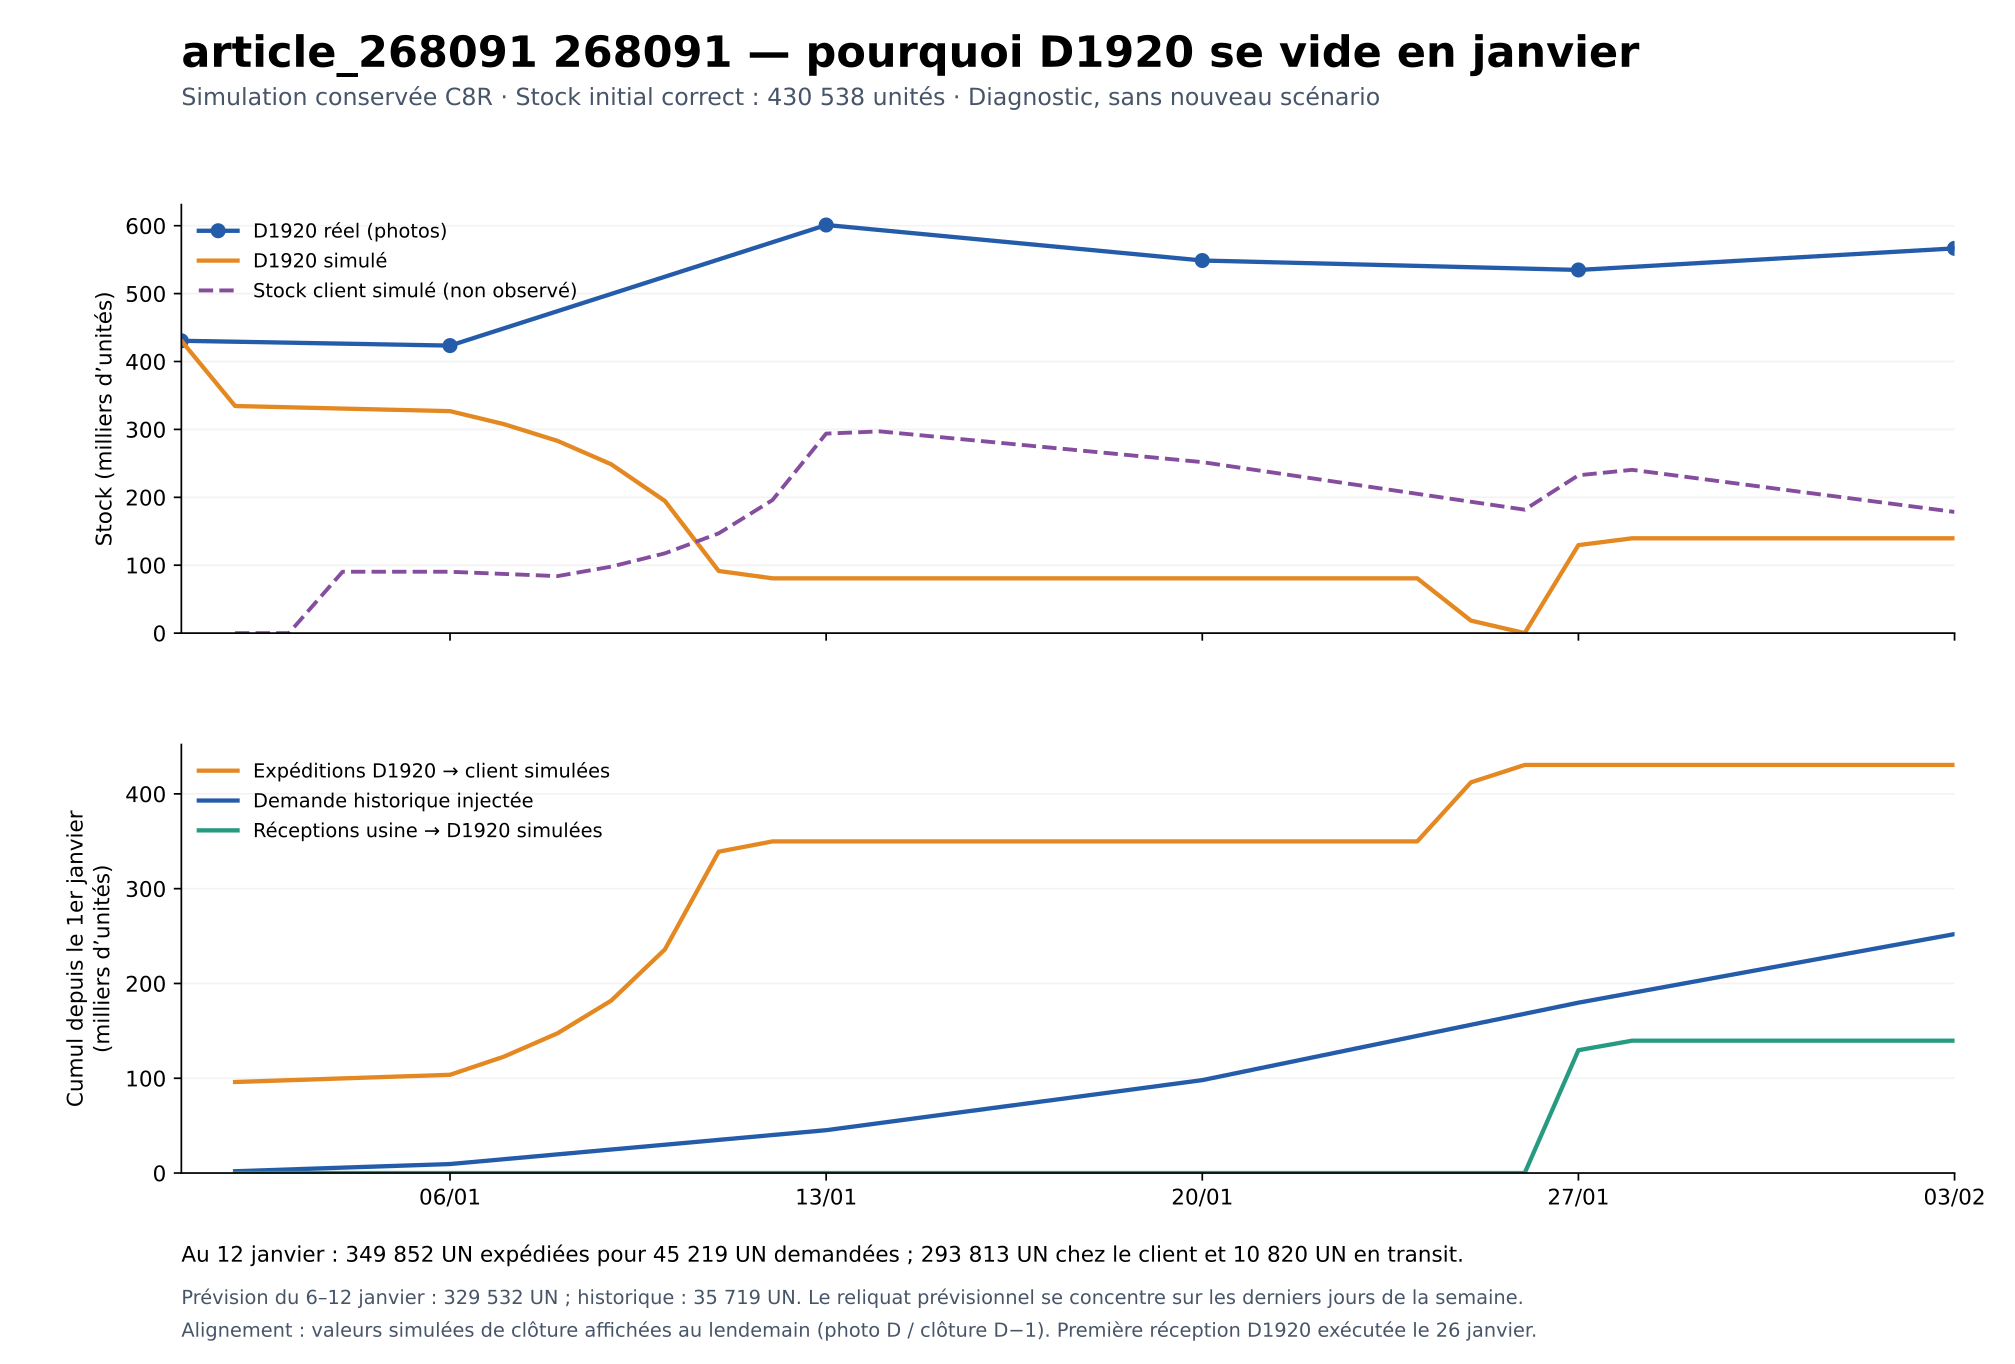 article_268091 268091 — pourquoi D1920 se vide en janvier
Simulation conservée C8R · Stock initial correct : 430 538 unités · Diagnostic, sans nouveau scénario
Stock (milliers d’unités)
600
500
400
300
200
100
0
D1920 réel (photos)
D1920 simulé
Stock client simulé (non observé)
Cumul depuis le 1er janvier
(milliers d’unités)
400
300
200
100
0
Expéditions D1920 → client simulées
Demande historique injectée
Réceptions usine → D1920 simulées
06/01
13/01
20/01
27/01
03/02
Au 12 janvier : 349 852 UN expédiées pour 45 219 UN demandées ; 293 813 UN chez le client et 10 820 UN en transit.
Prévision du 6–12 janvier : 329 532 UN ; historique : 35 719 UN. Le reliquat prévisionnel se concentre sur les derniers jours de la semaine.
Alignement : valeurs simulées de clôture affichées au lendemain (photo D / clôture D−1). Première réception D1920 exécutée le 26 janvier.